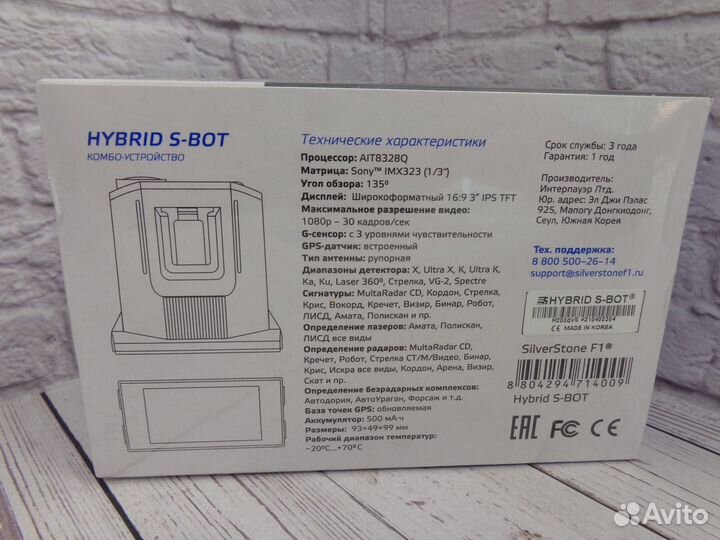 HYBRID S-BOT
КОМБО-УСТРОЙСТВО
Технические характеристики
Процессор: AIT8328Q
Матрица: Sony™ IMX323 (1/3")
Угол обзора: 135º
Дисплей: Широкоформатный 16:9 3” IPS TFT
Максимальное разрешение видео:
1080p – 30 кадров/сек
G-сенсор: с 3 уровнями чувствительности
GPS-датчик: встроенный
Тип антенны: рупорная
Диапазоны детектора: X, Ultra X, K, Ultra K,
Ka, Ku, Laser 360º, Стрелка, VG-2, Spectre
Сигнатуры: MultaRadar CD, Кордон, Стрелка,
Крис, Вокорд, Кречет, Визир, Бинар, Робот,
ЛИСД, Амата, Полискан и пр.
Определение лазеров: Амата, Полискан,
ЛИСД все виды
Определение радаров: MultaRadar CD,
Кречет, Робот, Стрелка СТ/М/Видео, Бинар,
Крис, Искра все виды, Кордон, Арена, Визир,
Скат и пр.
Определение безрадарных комплексов:
Автодория, АвтоУраган, Форсаж и т.д.
База точек GPS: обновляемая
Аккумулятор: 500 мА·ч
Размеры: 93×49×99 мм
Рабочий диапазон температур:
–20ºC...+70ºC
Срок службы: 3 года
Гарантия: 1 год
Производитель:
Интерпауэр Лтд.
Юр. адрес: Эл Джи Пэлас
925, Мапогу Донгкиодонг,
Сеул, Южная Корея
Тех. поддержка:
8 800 500-26-14
support@silverstonef1.ru
HYBRID S-BOT®
H200dVS #210400304
CE MADE IN KOREA
SilverStone F1®
8 804294 714009
Hybrid S-BOT
EAC FC CE
Avito